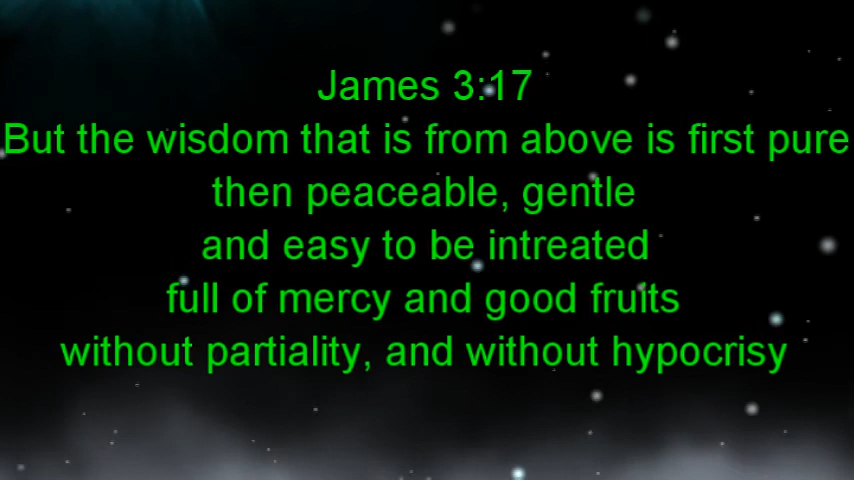 James 3:17
But the wisdom that is from above is first pure
then peaceable, gentle
and easy to be intreated
full of mercy and good fruits
without partiality, and without hypocrisy